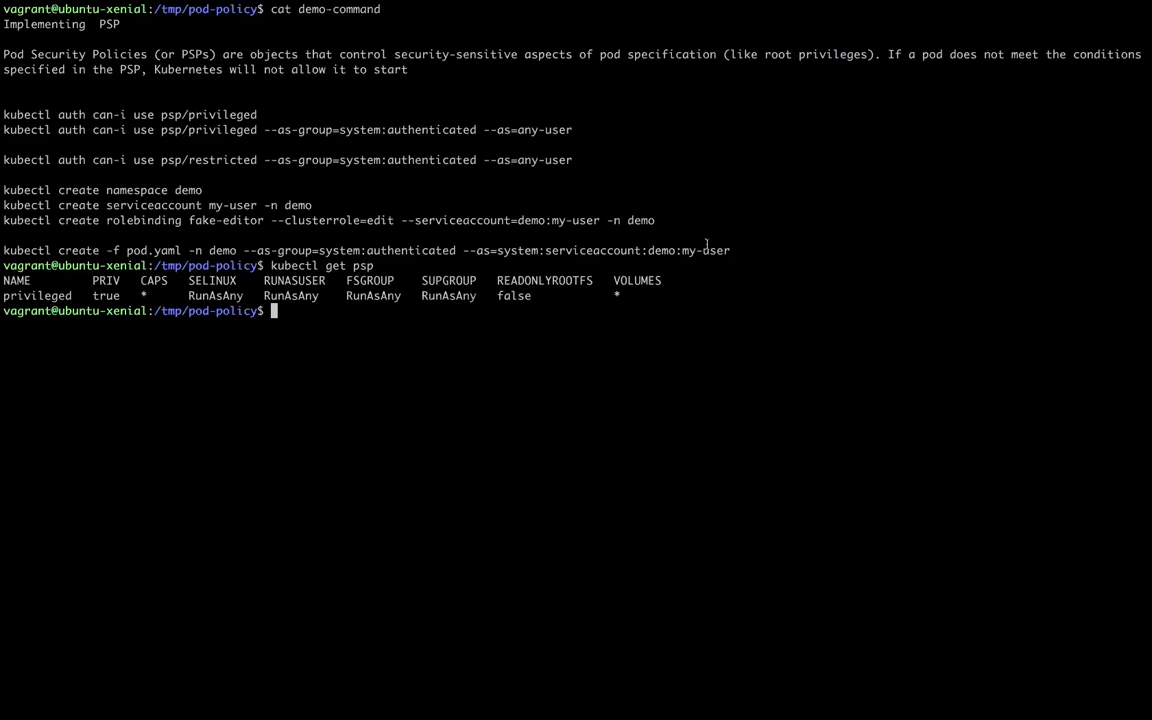 vagrant@ubuntu-xenial:/tmp/pod-policy$ cat demo-command
Implementing  PSP
Pod Security Policies (or PSPs) are objects that control security-sensitive aspects of pod specification (like root privileges). If a pod does not meet the conditions
specified in the PSP, Kubernetes will not allow it to start
kubectl auth can-i use psp/privileged
kubectl auth can-i use psp/privileged --as-group=system:authenticated --as=any-user
kubectl auth can-i use psp/restricted --as-group=system:authenticated --as=any-user
kubectl create namespace demo
kubectl create serviceaccount my-user -n demo
kubectl create rolebinding fake-editor --clusterrole=edit --serviceaccount=demo:my-user -n demo
kubectl create -f pod.yaml -n demo --as-group=system:authenticated --as=system:serviceaccount:demo:my-user
vagrant@ubuntu-xenial:/tmp/pod-policy$ kubectl get psp
NAME         PRIV   CAPS   SELINUX    RUNASUSER   FSGROUP    SUPGROUP   READONLYROOTFS   VOLUMES
privileged   true   *      RunAsAny   RunAsAny    RunAsAny   RunAsAny   false            *
vagrant@ubuntu-xenial:/tmp/pod-policy$